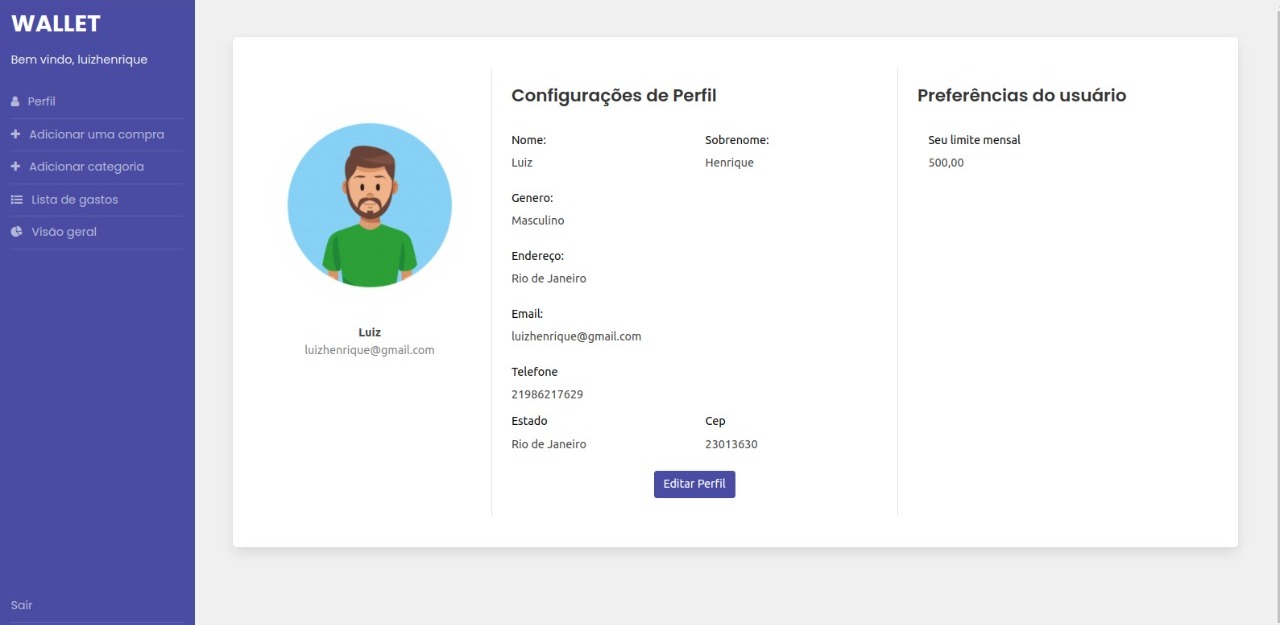 WALLET
Bem vindo, luizhenrique
Perfil
Adicionar uma compra
Adicionar categoria
Lista de gastos
Visão geral
Sair
Luiz
luizhenrique@gmail.com
Configurações de Perfil
Nome: Sobrenome:
Luiz Henrique
Genero:
Masculino
Endereço:
Rio de Janeiro
Email:
luizhenrique@gmail.com
Telefone
21986217629
Estado Cep
Rio de Janeiro 23013630
Editar Perfil
Preferências do usuário
Seu limite mensal
500,00